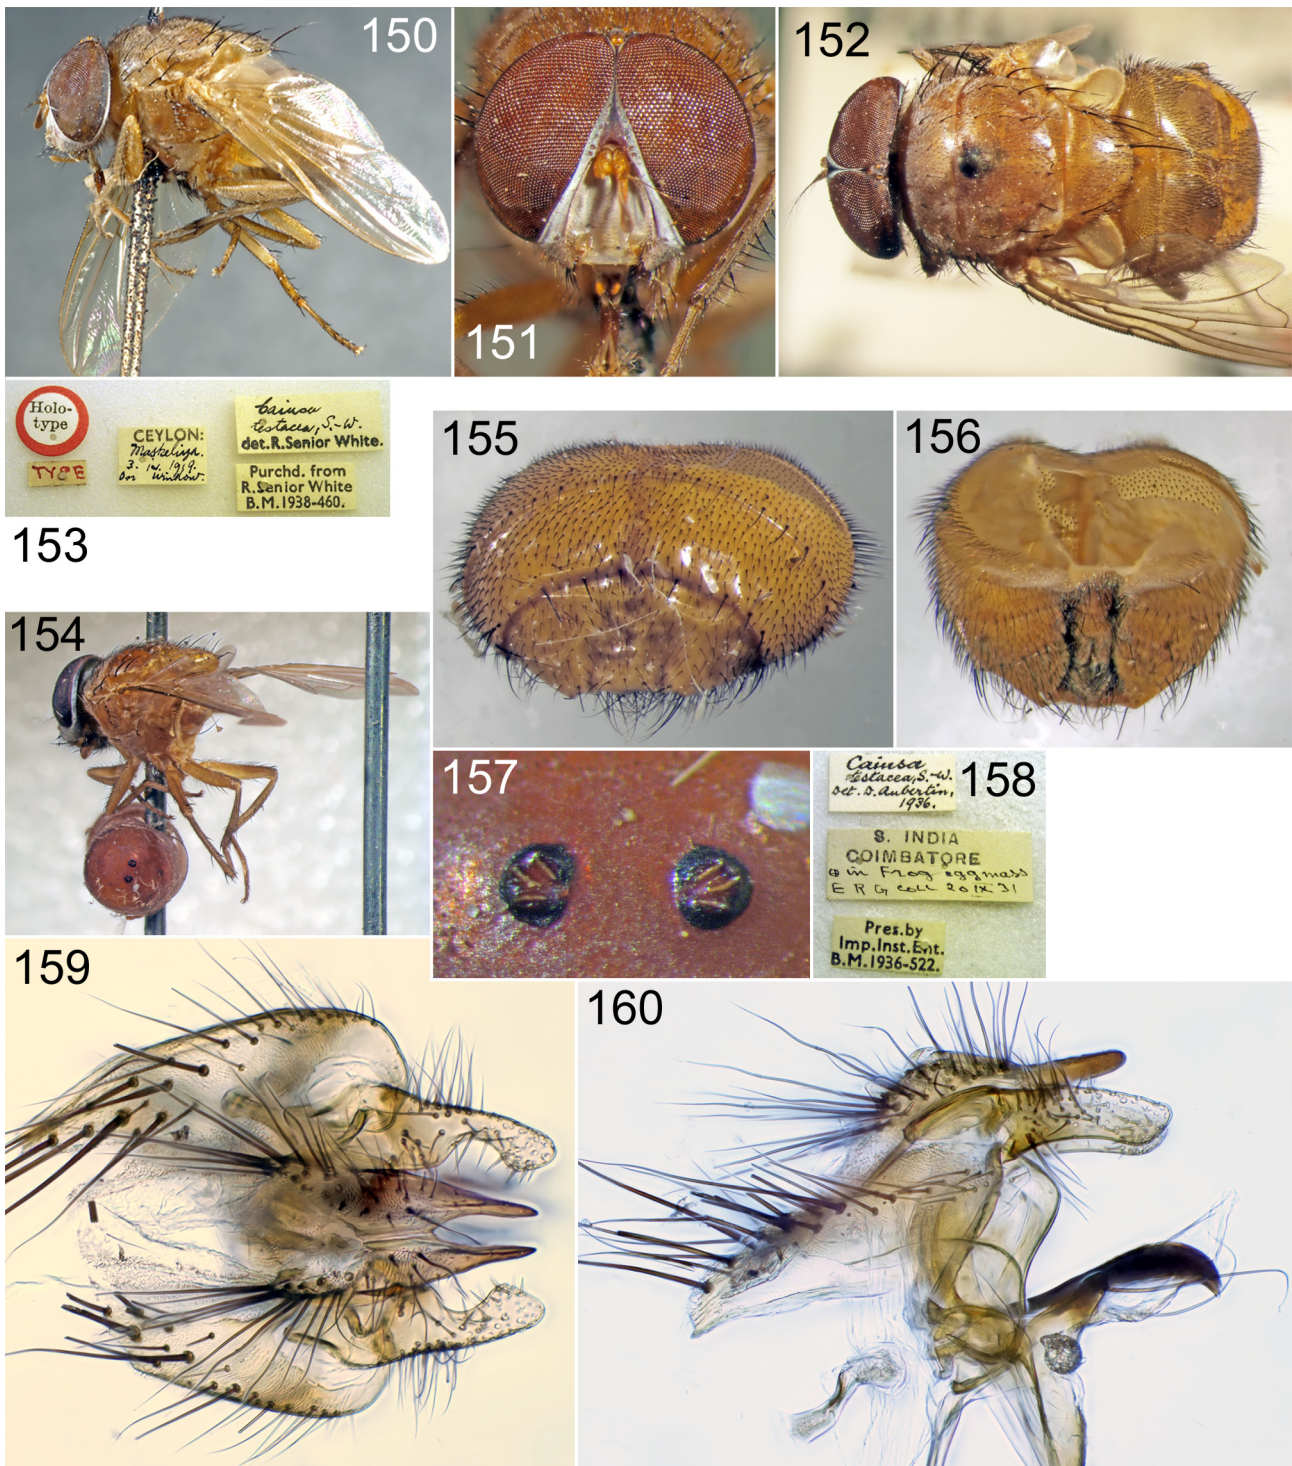 150
151
152
Holo-
type
TYPE
CEYLON:
Maskeliya.
3. iv. 1919.
On Window.
Cainsa
testacea, S.-W.
det.R.Senior White.
Purchd. from
R.Senior White
B.M.1938-460.
153
154
155
156
157
158
Cainsa
testacea, S.-W.
Det. D. Aubertin,
1936.
S. INDIA
COIMBATORE
in Frog eggmass
E R G coll 20 IX 31
Pres.by
Imp.Inst.Ent.
B.M.1936-522.
159
160